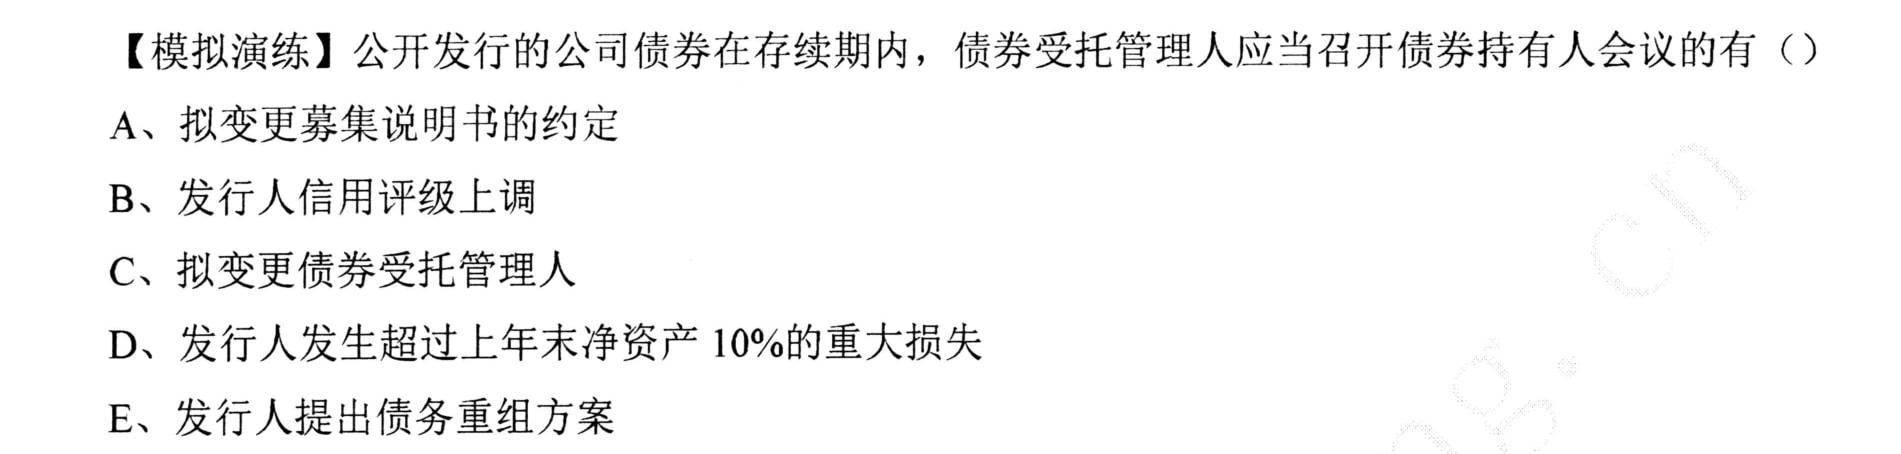 【模拟演练】公开发行的公司债券在存续期内，债券受托管理人应当召开债券持有人会议的有（）
A、拟变更募集说明书的约定
B、发行人信用评级上调
C、拟变更债券受托管理人
D、发行人发生超过上年末净资产 10%的重大损失
E、发行人提出债务重组方案